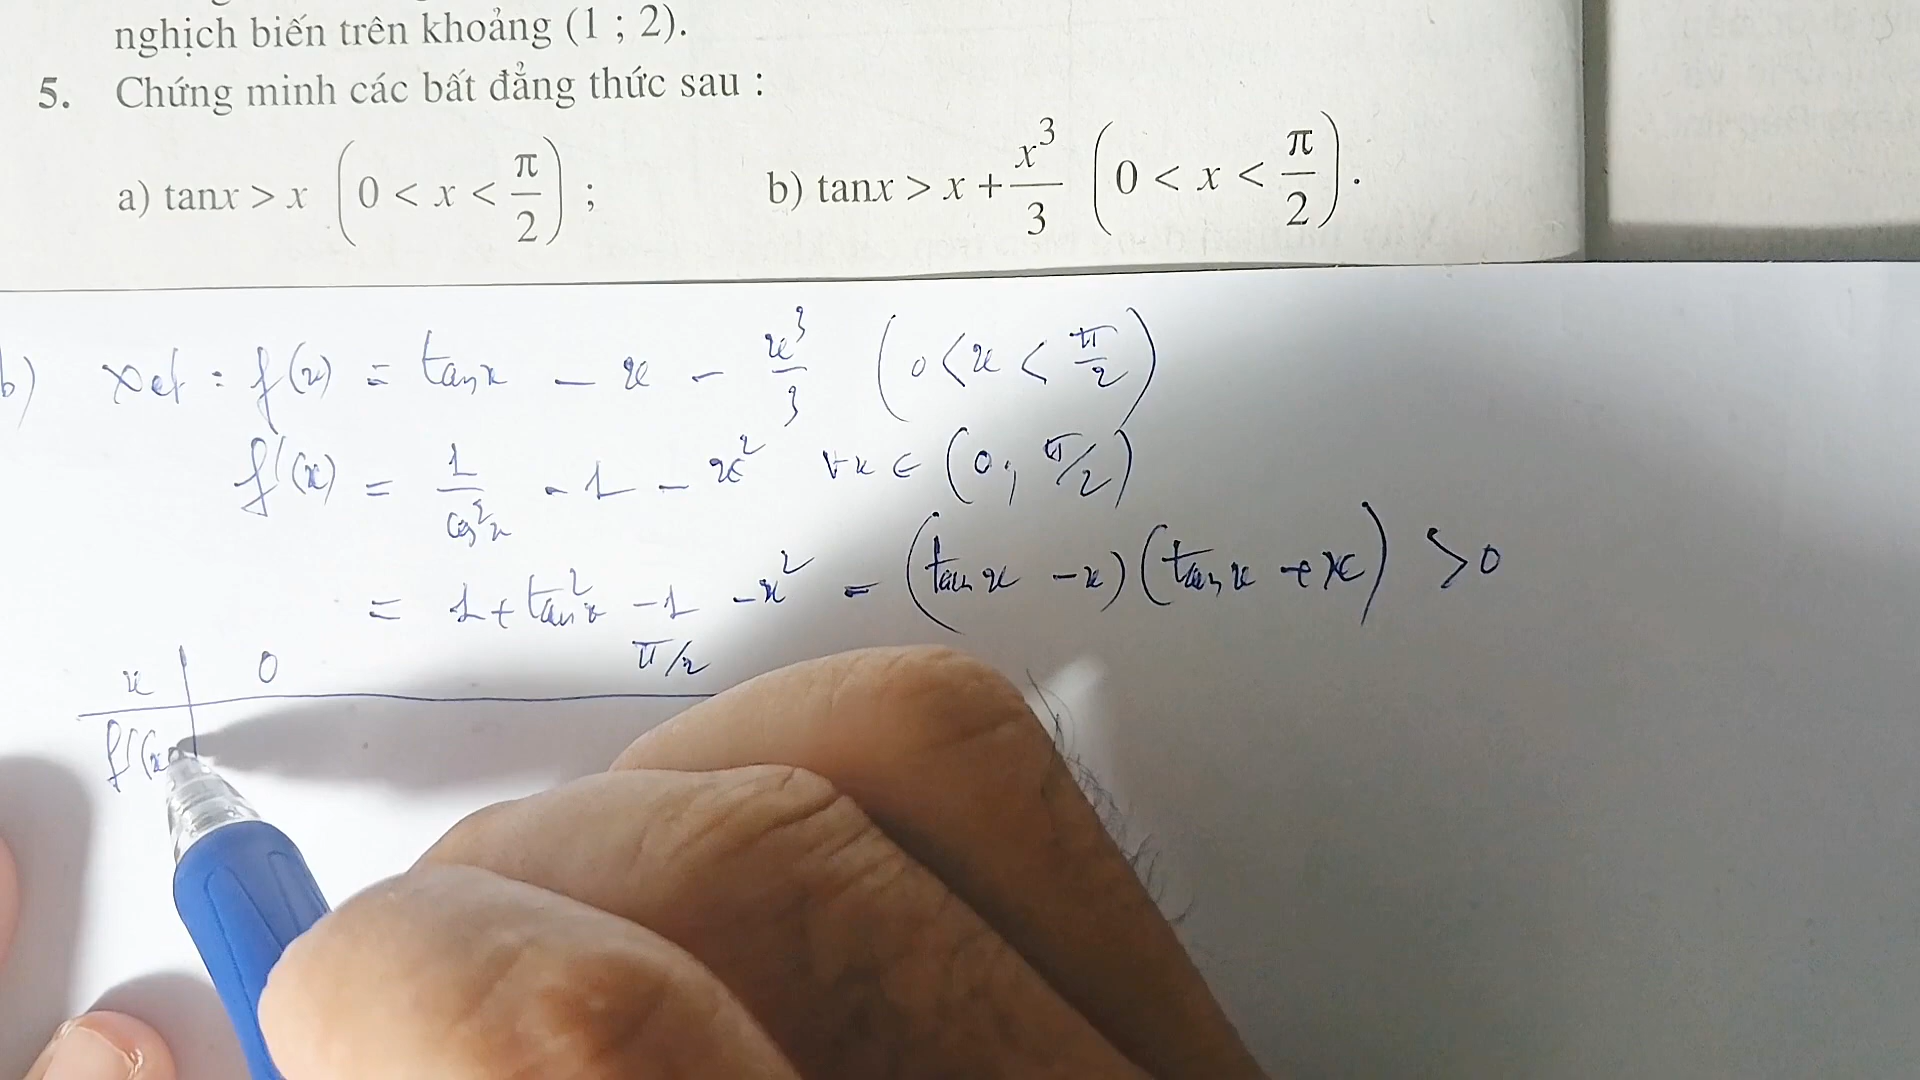 nghịch biến trên khoảng (1 ; 2).
5. Chứng minh các bất đẳng thức sau :
a) tanx > x (0 < x < π/2) ; b) tanx > x + x³/3 (0 < x < π/2).
b) Xét : f(x) = tanx - x - x³/3 (0 < x < π/2)
f'(x) = 1/cos²x - 1 - x² ∀x ∈ (0; π/2)
= 1 + tan²x - 1 - x² = (tanx - x)(tanx + x) > 0
x 0 π/2
f'(x)